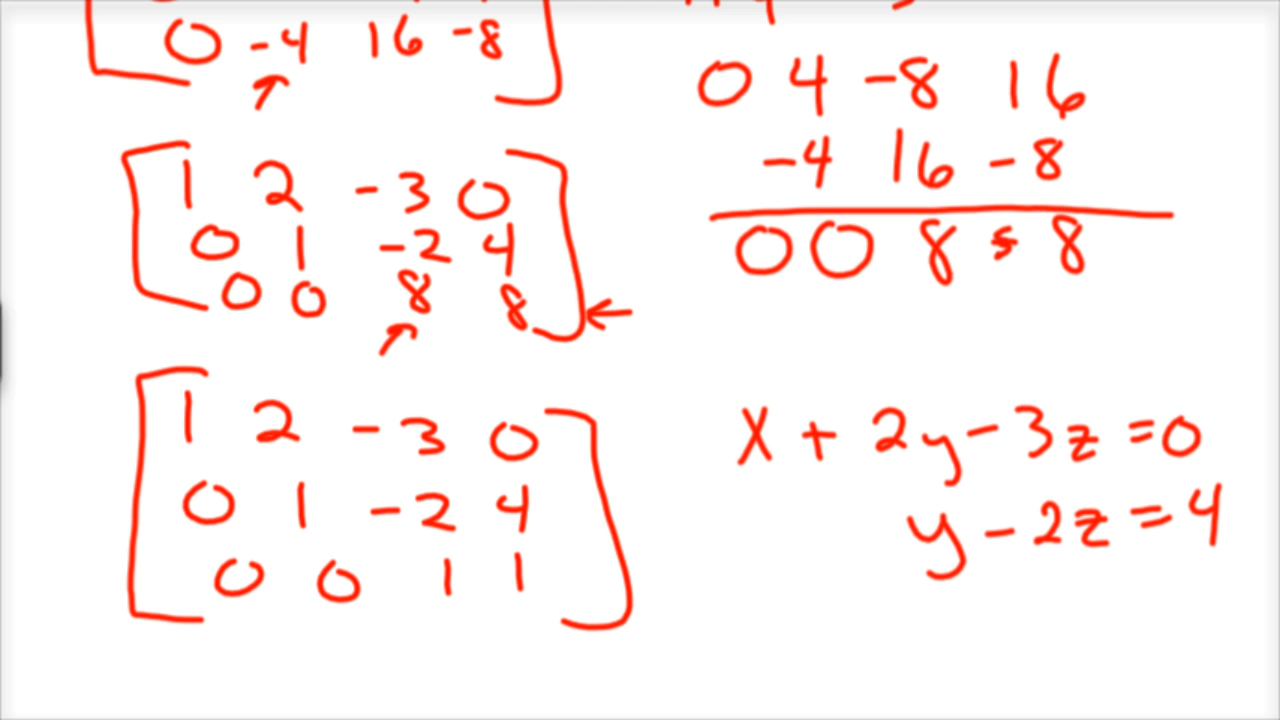 0 -4 16 -8
1 2 -3 0
0 1 -2 4
0 0 8 8
1 2 -3 0
0 1 -2 4
0 0 1 1
0 4 -8 16
-4 16 -8
0 0 8 8
x + 2y - 3z = 0
y - 2z = 4